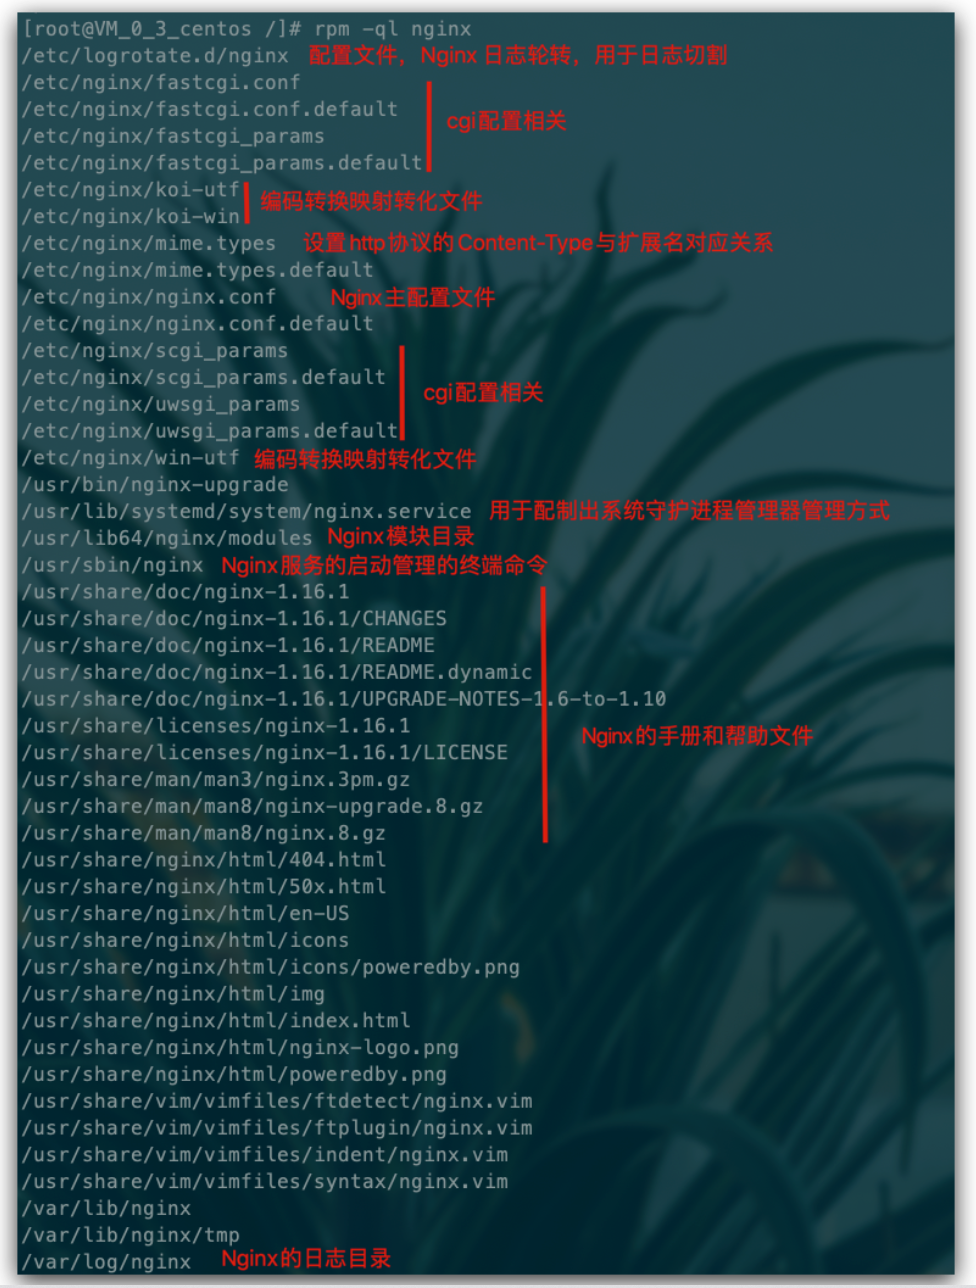 [root@VM_0_3_centos /]# rpm -ql nginx
/etc/logrotate.d/nginx 配置文件，Nginx 日志轮转，用于日志切割
/etc/nginx/fastcgi.conf
/etc/nginx/fastcgi.conf.default
cgi配置相关
/etc/nginx/fastcgi_params
/etc/nginx/fastcgi_params.default
/etc/nginx/koi-utf
编码转换映射转化文件
/etc/nginx/koi-win
/etc/nginx/mime.types 设置http协议的Content-Type与扩展名对应关系
/etc/nginx/mime.types.default
/etc/nginx/nginx.conf Nginx主配置文件
/etc/nginx/nginx.conf.default
/etc/nginx/scgi_params
/etc/nginx/scgi_params.default
cgi配置相关
/etc/nginx/uwsgi_params
/etc/nginx/uwsgi_params.default
/etc/nginx/win-utf 编码转换映射转化文件
/usr/bin/nginx-upgrade
/usr/lib/systemd/system/nginx.service 用于配制出系统守护进程管理器管理方式
/usr/lib64/nginx/modules Nginx模块目录
/usr/sbin/nginx Nginx服务的启动管理的终端命令
/usr/share/doc/nginx-1.16.1
/usr/share/doc/nginx-1.16.1/CHANGES
/usr/share/doc/nginx-1.16.1/README
/usr/share/doc/nginx-1.16.1/README.dynamic
/usr/share/doc/nginx-1.16.1/UPGRADE-NOTES-1.6-to-1.10
/usr/share/licenses/nginx-1.16.1
Nginx的手册和帮助文件
/usr/share/licenses/nginx-1.16.1/LICENSE
/usr/share/man/man3/nginx.3pm.gz
/usr/share/man/man8/nginx-upgrade.8.gz
/usr/share/man/man8/nginx.8.gz
/usr/share/nginx/html/404.html
/usr/share/nginx/html/50x.html
/usr/share/nginx/html/en-US
/usr/share/nginx/html/icons
/usr/share/nginx/html/icons/poweredby.png
/usr/share/nginx/html/img
/usr/share/nginx/html/index.html
/usr/share/nginx/html/nginx-logo.png
/usr/share/nginx/html/poweredby.png
/usr/share/vim/vimfiles/ftdetect/nginx.vim
/usr/share/vim/vimfiles/ftplugin/nginx.vim
/usr/share/vim/vimfiles/indent/nginx.vim
/usr/share/vim/vimfiles/syntax/nginx.vim
/var/lib/nginx
/var/lib/nginx/tmp
/var/log/nginx Nginx的日志目录